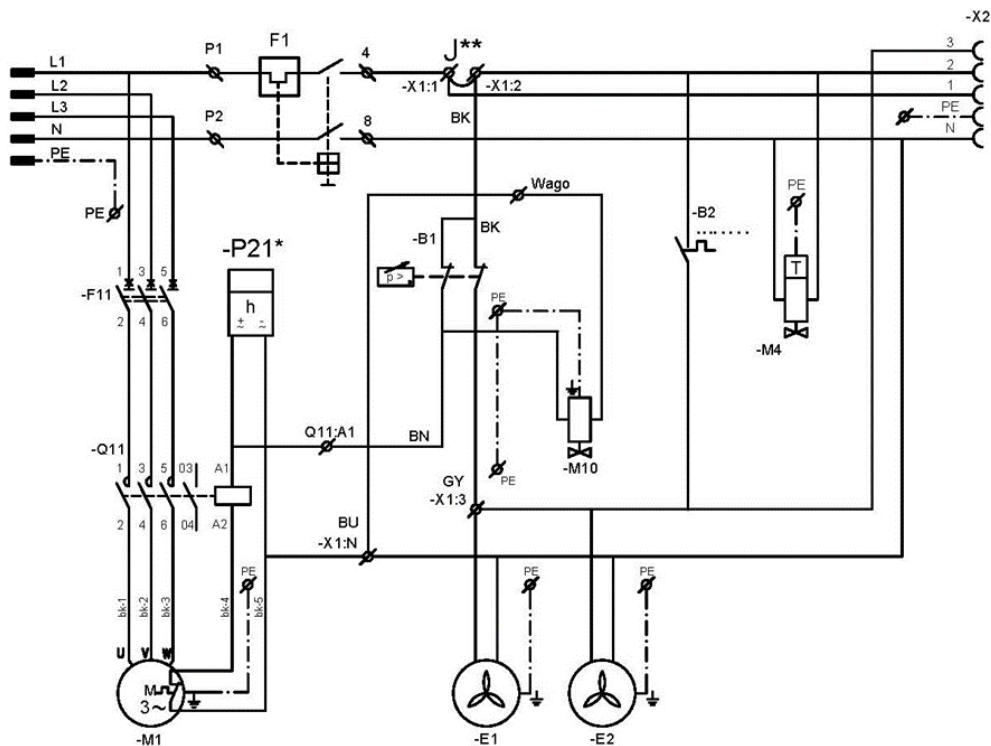 -X2
L1 P1 F1 4 J** 3
L2 -X1:1 -X1:2 2
L3 P2 BK 1
N 8 PE
PE N
PE
Wago
PE
-B2
-B1 BK
-P21*
p >
T
1 3 5
-F11
h
PE
2 4 6
+ -
~ ~
-M4
Q11:A1 BN
-Q11
-M10
1 3 5 03 A1
GY PE
-X1:3
2 4 6 04 A2
BU
-X1:N
PE PE PE
bk-1 bk-2 bk-3 bk-4 bk-5
U V W
M
3 ~
-M1 -E1 -E2